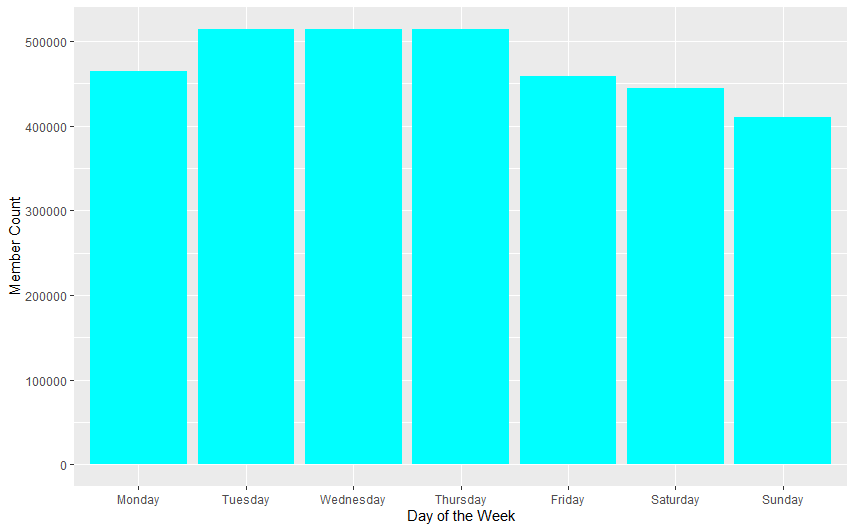 Member Count
500000
400000
300000
200000
100000
0
Monday Tuesday Wednesday Thursday Friday Saturday Sunday
Day of the Week